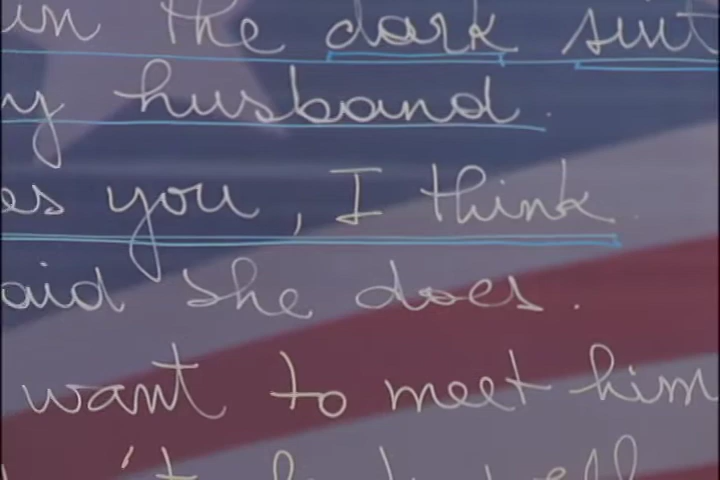 in the dark suit
y husband.
es you, I think.
aid she does.
want to meet him